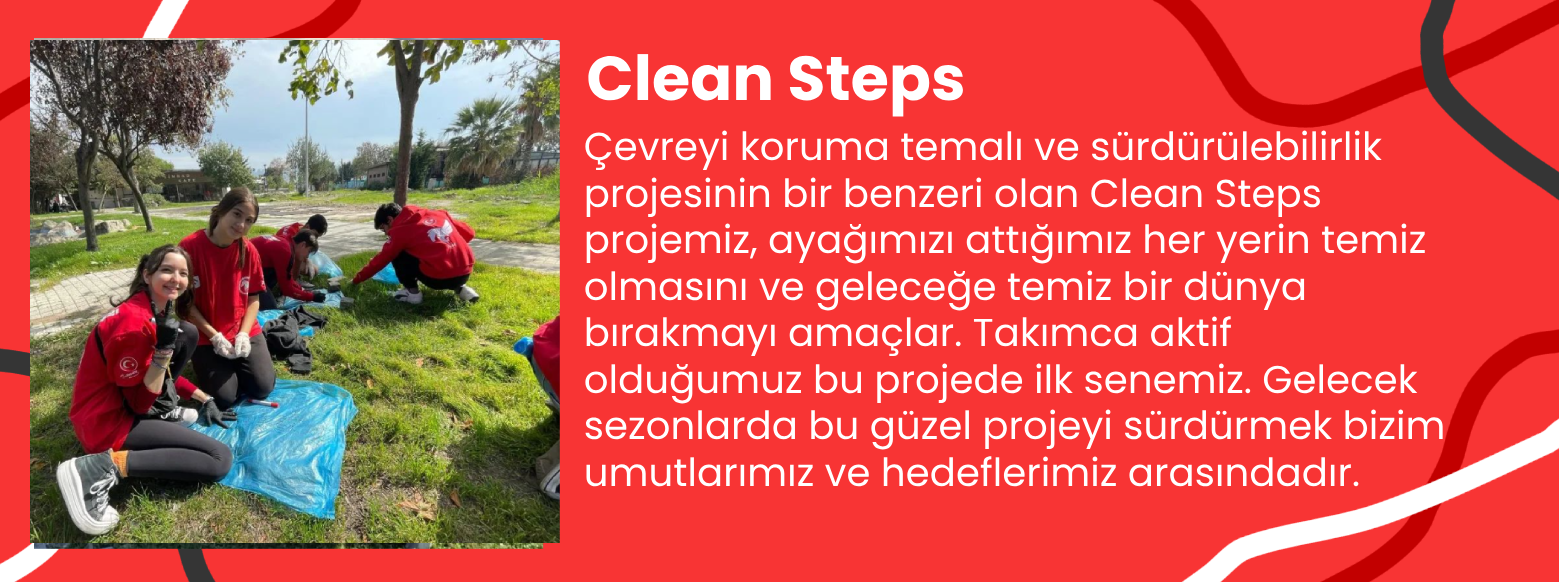 Clean Steps
Çevreyi koruma temalı ve sürdürülebilirlik
projesinin bir benzeri olan Clean Steps
projemiz, ayağımızı attığımız her yerin temiz
olmasını ve geleceğe temiz bir dünya
bırakmayı amaçlar. Takımca aktif
olduğumuz bu projede ilk senemiz. Gelecek
sezonlarda bu güzel projeyi sürdürmek bizim
umutlarımız ve hedeflerimiz arasındadır.